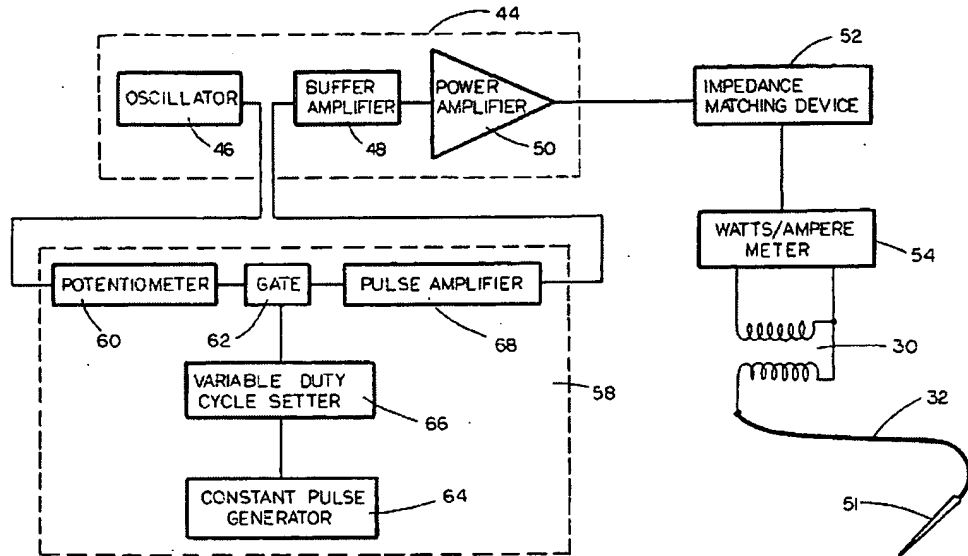 44
OSCILLATOR
46
BUFFER
AMPLIFIER
48
POWER
AMPLIFIER
50
52
IMPEDANCE
MATCHING DEVICE
WATTS/AMPERE
METER
54
POTENTIOMETER
60
GATE
62
PULSE AMPLIFIER
68
30
VARIABLE DUTY
CYCLE SETTER
66
58
32
CONSTANT PULSE
GENERATOR
64
51